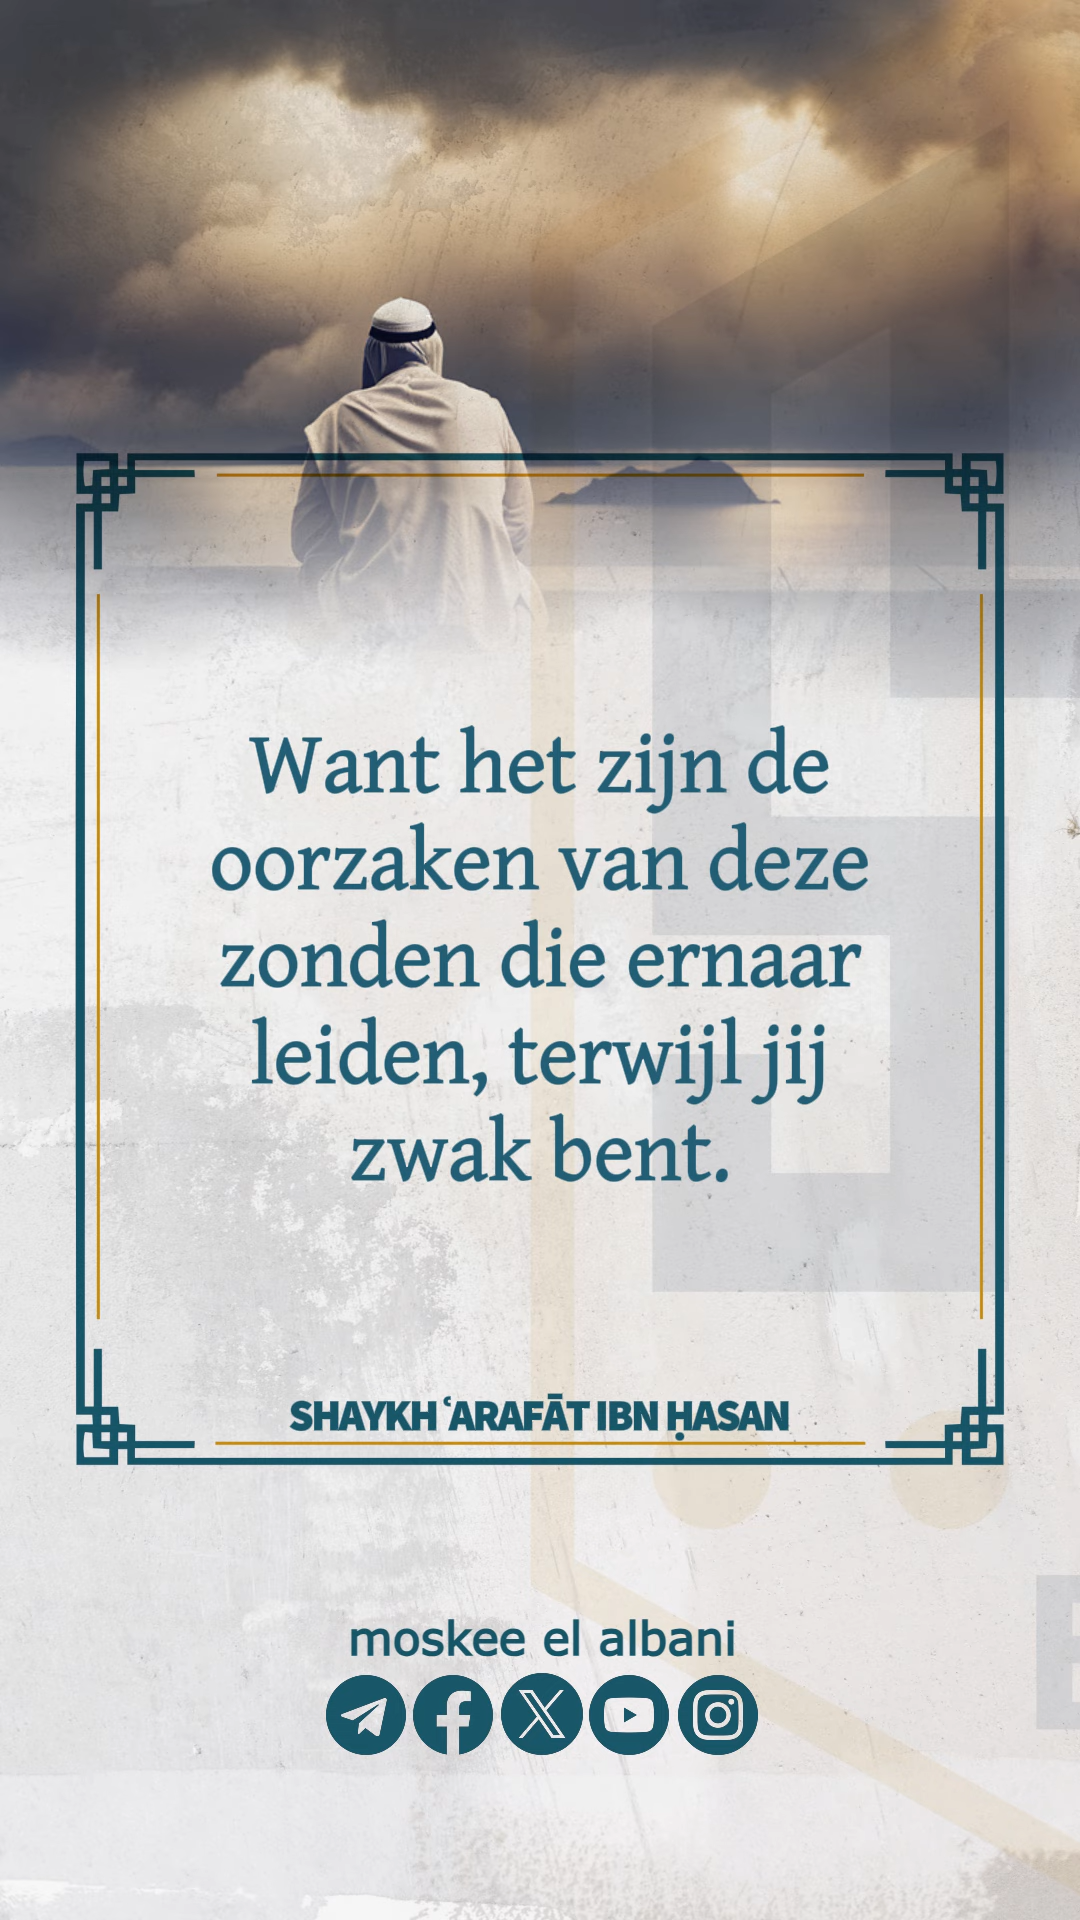 Want het zijn de
oorzaken van deze
zonden die ernaar
leiden, terwijl jij
zwak bent.
SHAYKH ʿARAFĀT IBN ḤASAN
moskee el albani